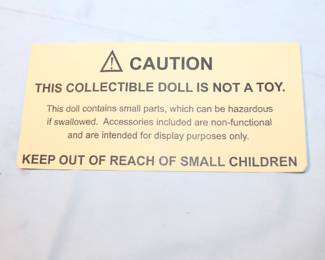 ⚠ CAUTION
THIS COLLECTIBLE DOLL IS NOT A TOY.
This doll contains small parts, which can be hazardous
if swallowed. Accessories included are non-functional
and are intended for display purposes only.
KEEP OUT OF REACH OF SMALL CHILDREN